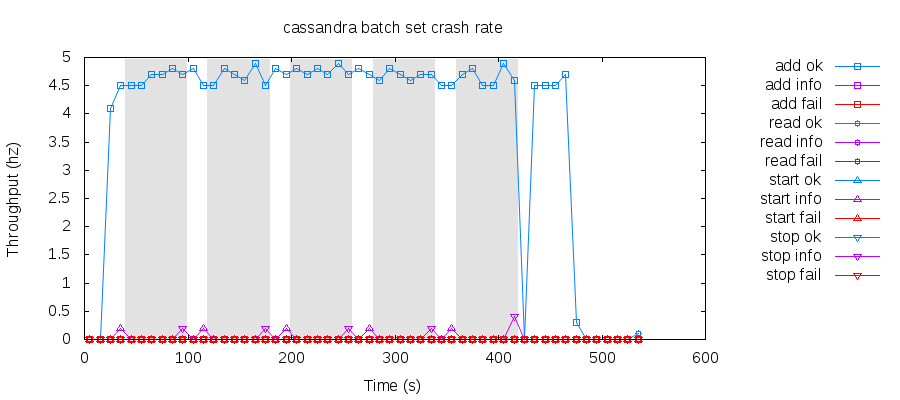 cassandra batch set crash rate
Throughput (hz)
5
4.5
4
3.5
3
2.5
2
1.5
1
0.5
0
0 100 200 300 400 500 600
Time (s)
add ok
add info
add fail
read ok
read info
read fail
start ok
start info
start fail
stop ok
stop info
stop fail